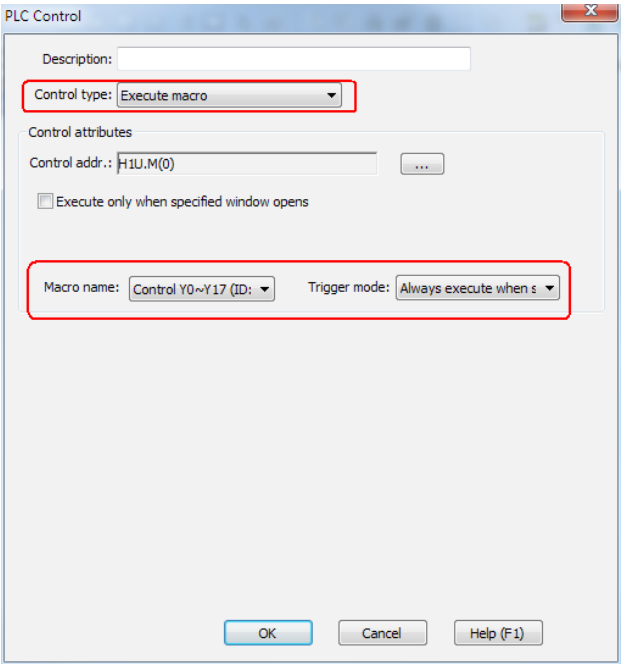 PLC Control
Description:
Control type: Execute macro
Control attributes
Control addr.: H1U.M(0) ...
Execute only when specified window opens
Macro name: Control Y0~Y17 (ID: Trigger mode: Always execute when s
OK Cancel Help (F1)